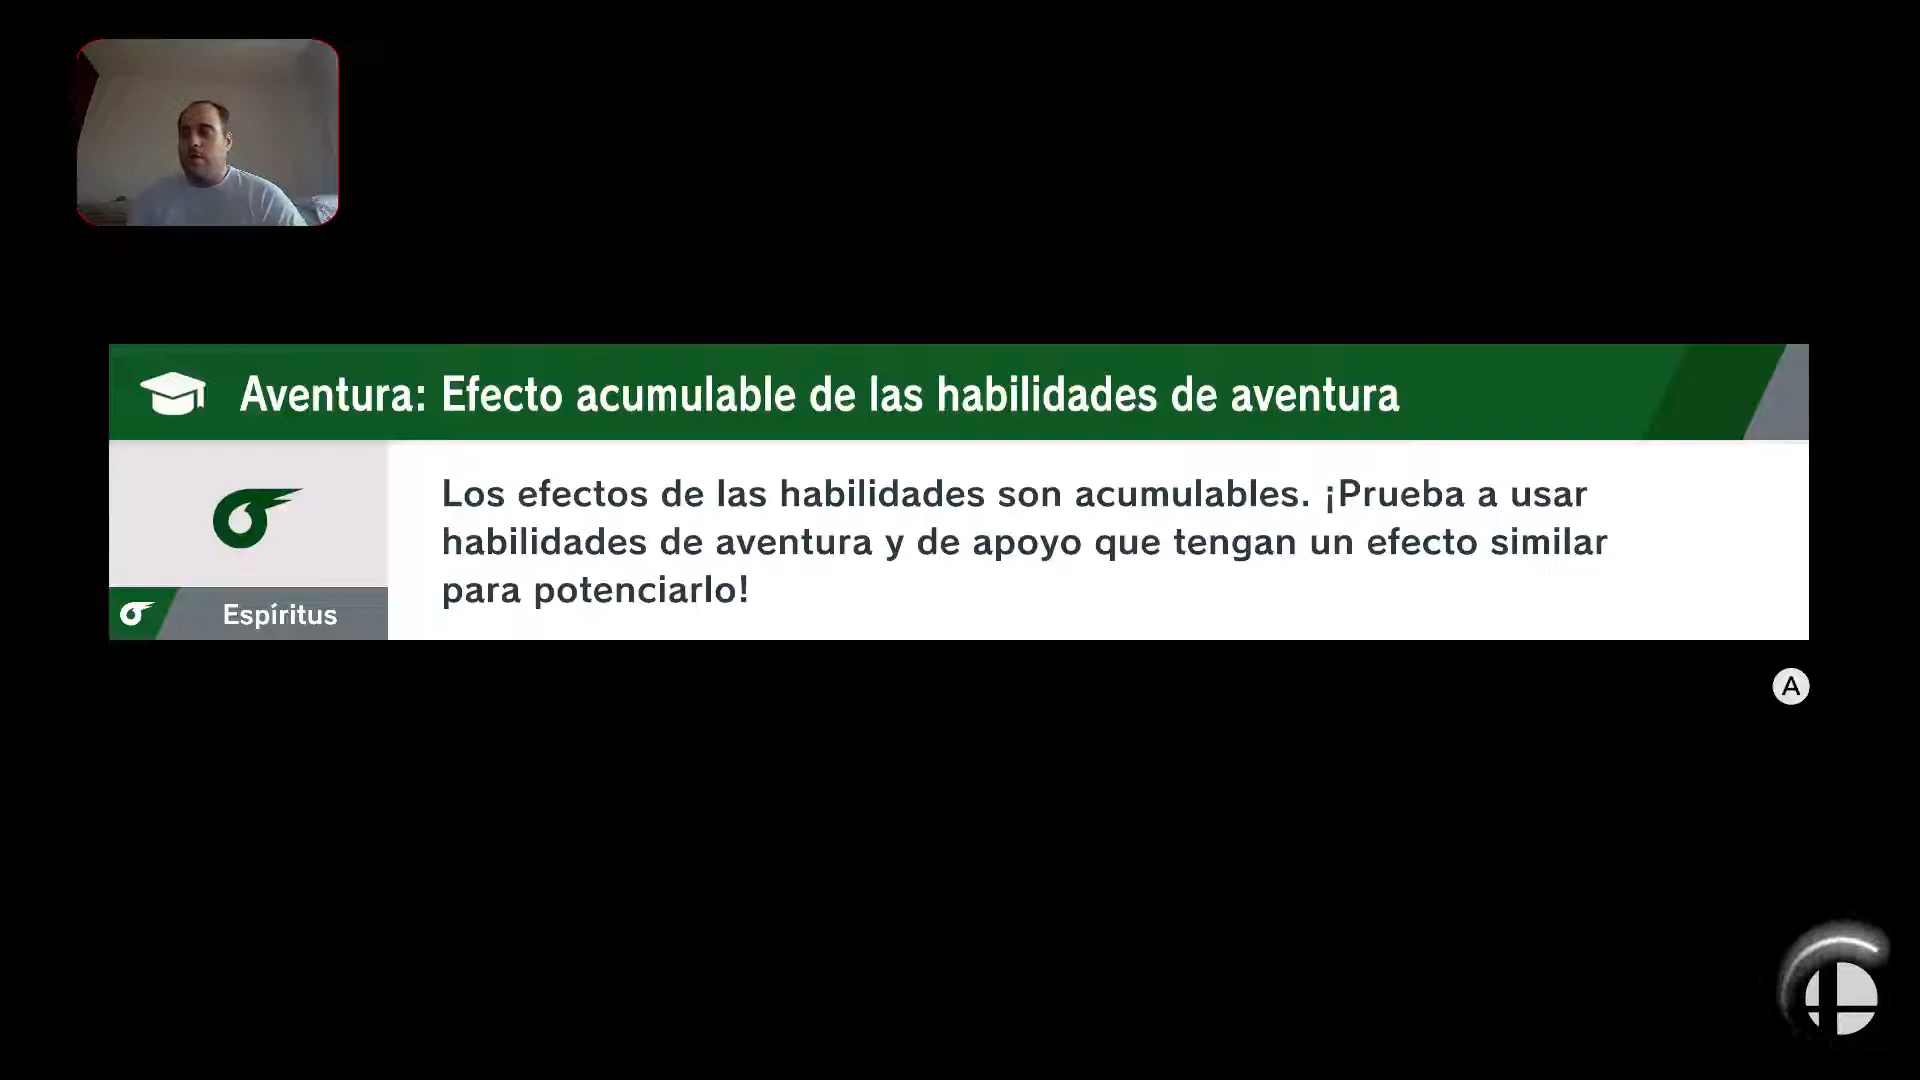 Aventura: Efecto acumulable de las habilidades de aventura
Los efectos de las habilidades son acumulables. ¡Prueba a usar
habilidades de aventura y de apoyo que tengan un efecto similar
para potenciarlo!
Espíritus
A